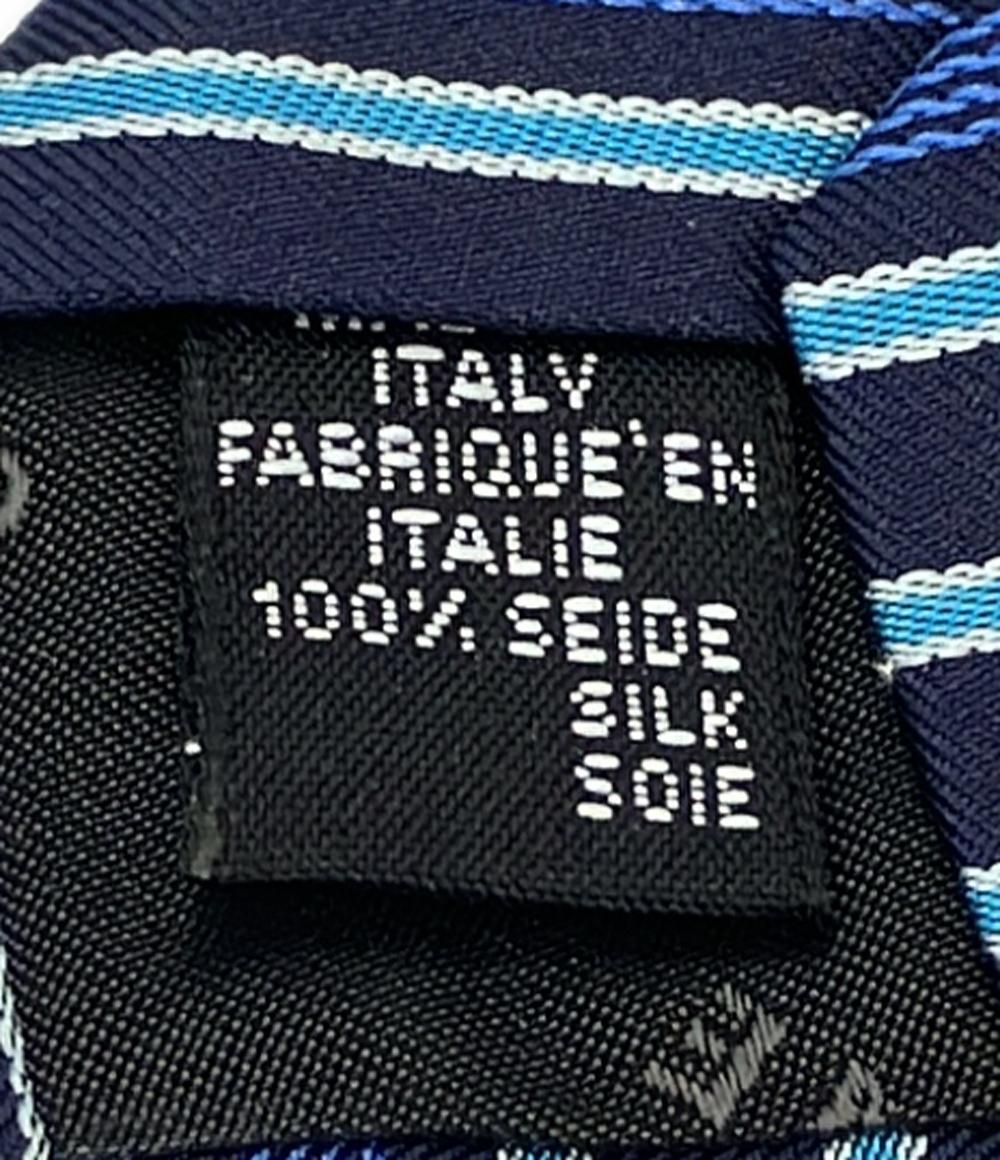 ITALY
FABRIQUE'EN
ITALIE
100% SEIDE
SILK
SOIE